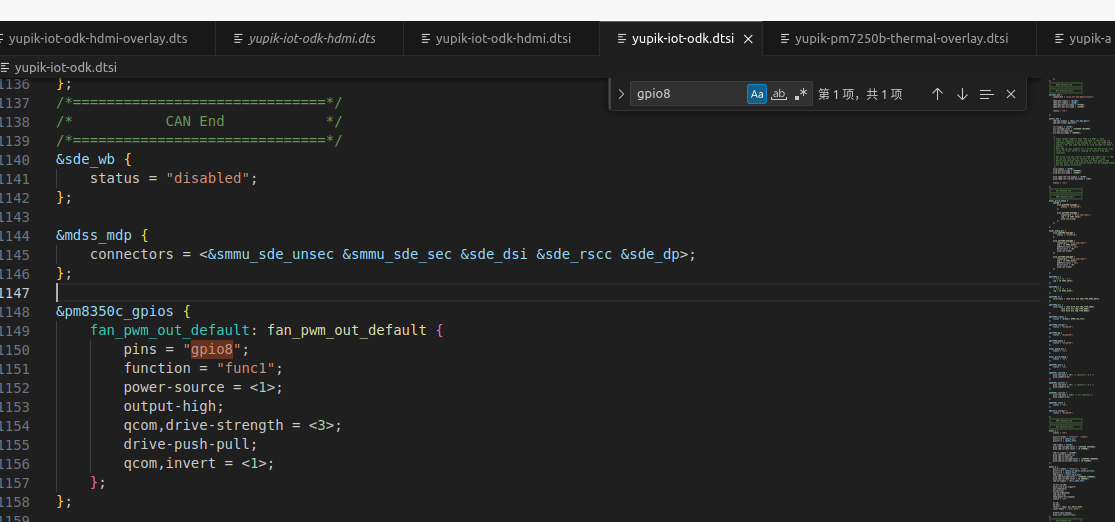 yupik-iot-odk-hdmi-overlay.dts yupik-iot-odk-hdmi.dts yupik-iot-odk-hdmi.dtsi yupik-iot-odk.dtsi yupik-pm7250b-thermal-overlay.dtsi yupik-a
yupik-iot-odk.dtsi
gpio8 Aa ab 第 1 项，共 1 项
1136 };
1137 /*==============================*/
1138 /* CAN End */
1139 /*==============================*/
1140 &sde_wb {
1141 status = "disabled";
1142 };
1143
1144 &mdss_mdp {
1145 connectors = <&smmu_sde_unsec &smmu_sde_sec &sde_dsi &sde_rscc &sde_dp>;
1146 };
1147
1148 &pm8350c_gpios {
1149 fan_pwm_out_default: fan_pwm_out_default {
1150 pins = "gpio8";
1151 function = "func1";
1152 power-source = <1>;
1153 output-high;
1154 qcom,drive-strength = <3>;
1155 drive-push-pull;
1156 qcom,invert = <1>;
1157 };
1158 };
1159